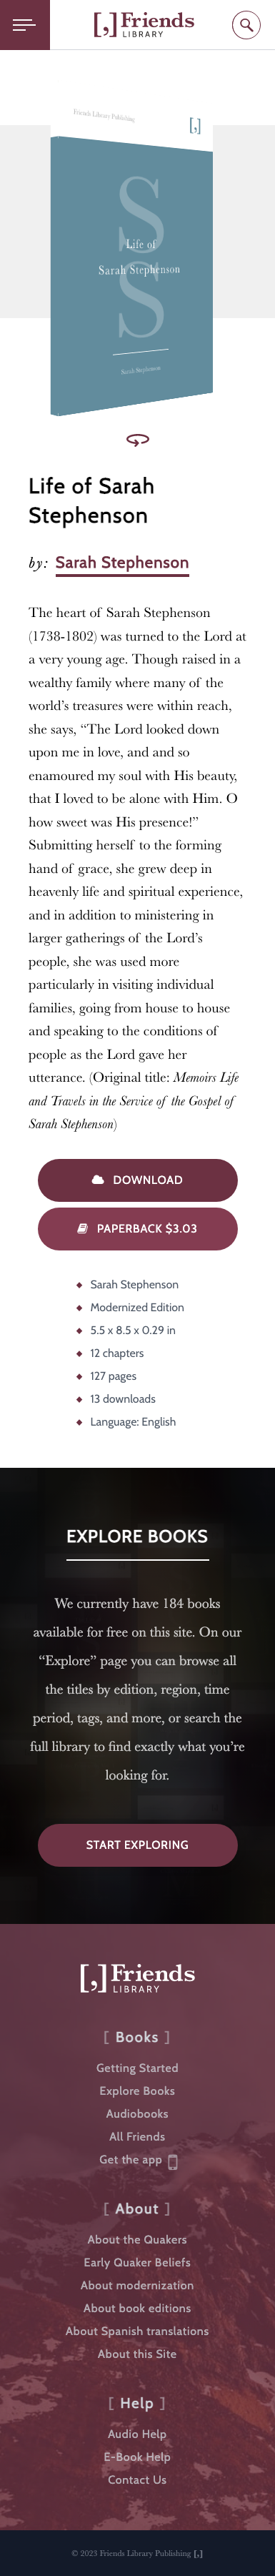 [,] Friends
LIBRARY
Friends Library Publishing
[,]
S
Life of
Sarah Stephenson
S
Sarah Stephenson
Life of Sarah
Stephenson
by: Sarah Stephenson
The heart of Sarah Stephenson
(1738-1802) was turned to the Lord at
a very young age. Though raised in a
wealthy family where many of the
world’s treasures were within reach,
she says, “The Lord looked down
upon me in love, and and so
enamoured my soul with His beauty,
that I loved to be alone with Him. O
how sweet was His presence!”
Submitting herself to the forming
hand of grace, she grew deep in
heavenly life and spiritual experience,
and in addition to ministering in
larger gatherings of the Lord’s
people, she was used more
particularly in visiting individual
families, going from house to house
and speaking to the conditions of
people as the Lord gave her
utterance. (Original title: Memoirs Life
and Travels in the Service of the Gospel of
Sarah Stephenson)
DOWNLOAD
PAPERBACK $3.03
Sarah Stephenson
Modernized Edition
5.5 x 8.5 x 0.29 in
12 chapters
127 pages
13 downloads
Language: English
EXPLORE BOOKS
We currently have 184 books
available for free on this site. On our
“Explore” page you can browse all
the titles by edition, region, time
period, tags, and more, or search the
full library to find exactly what you’re
looking for.
START EXPLORING
[,] Friends
LIBRARY
[ Books ]
Getting Started
Explore Books
Audiobooks
All Friends
Get the app
[ About ]
About the Quakers
Early Quaker Beliefs
About modernization
About book editions
About Spanish translations
About this Site
[ Help ]
Audio Help
E-Book Help
Contact Us
© 2023 Friends Library Publishing [,]